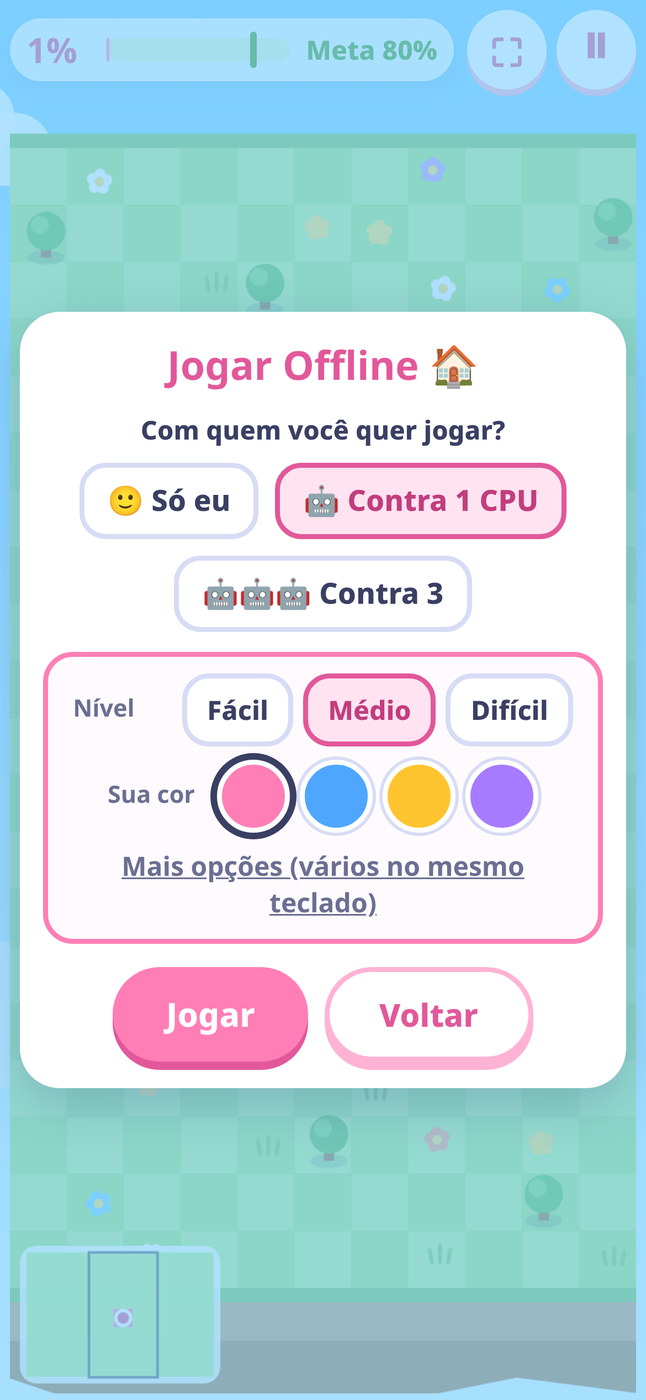 1%
Meta 80%
Jogar Offline 🏠
Com quem você quer jogar?
🙂 Só eu
🤖 Contra 1 CPU
🤖🤖🤖 Contra 3
Nível
Fácil
Médio
Difícil
Sua cor
Mais opções (vários no mesmo
teclado)
Jogar
Voltar